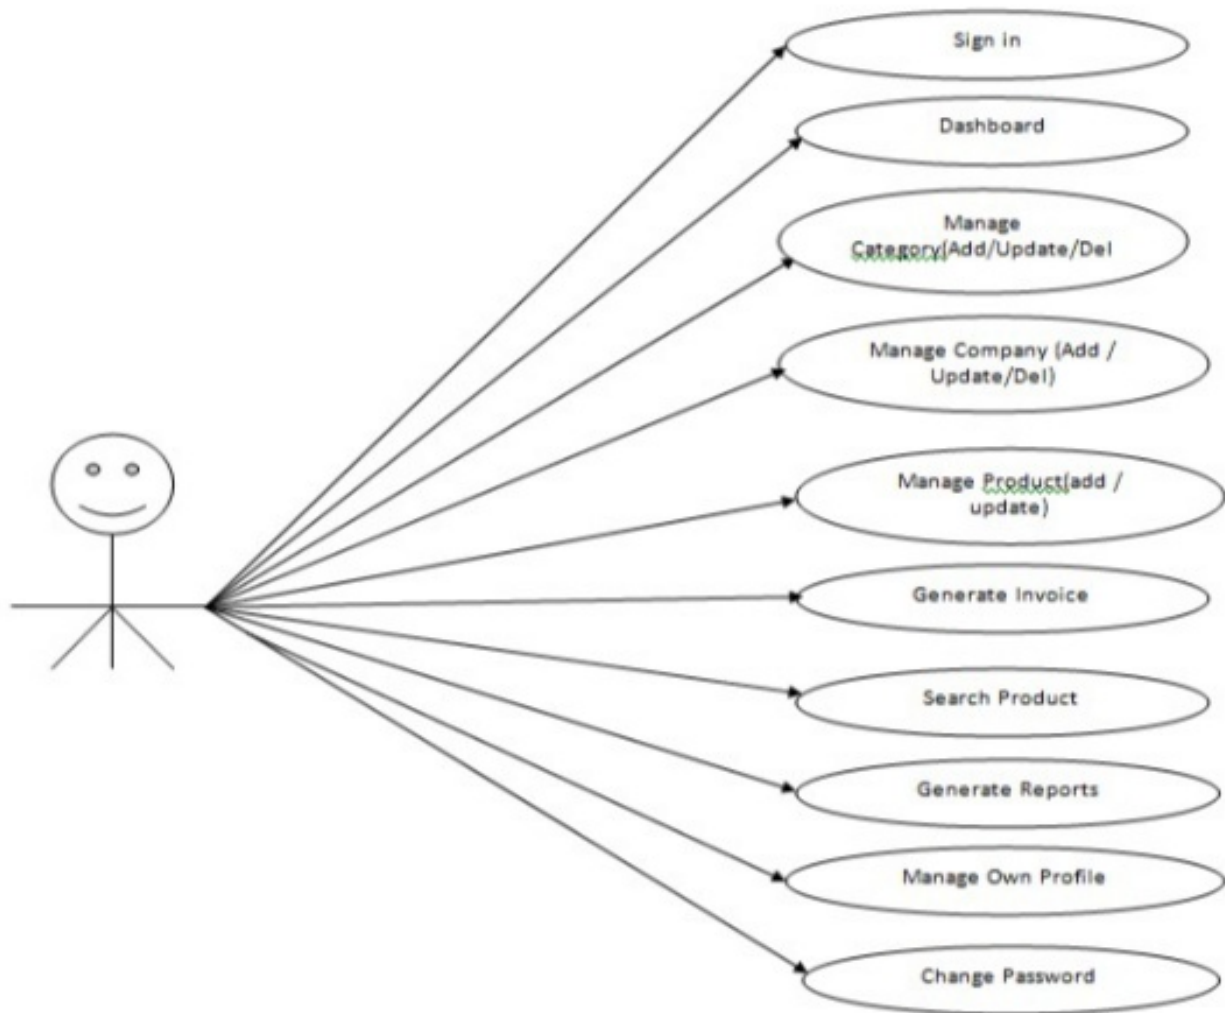 Sign in
Dashboard
Manage
Category(Add/Update/Del
Manage Company (Add /
Update/Del)
Manage Product(add /
update)
Generate Invoice
Search Product
Generate Reports
Manage Own Profile
Change Password